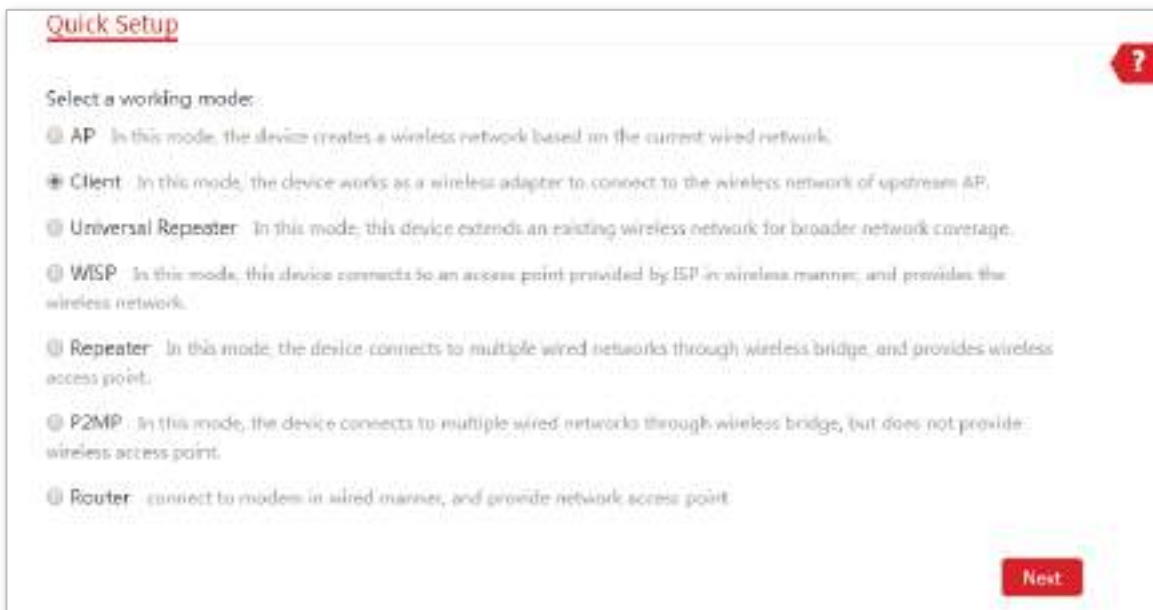 Quick Setup
?
Select a working mode:
AP In this mode, the device creates a wireless network based on the current wired network.
Client In this mode, the device works as a wireless adapter to connect to the wireless network of upstream AP.
Universal Repeater In this mode, this device extends an existing wireless network for broader network coverage.
WISP In this mode, this device connects to an access point provided by ISP in wireless manner, and provides the
wireless network.
Repeater In this mode, the device connects to multiple wired networks through wireless bridge, and provides wireless
access point.
P2MP In this mode, the device connects to multiple wired networks through wireless bridge, but does not provide
wireless access point.
Router connect to modem in wired manner, and provide network access point
Next